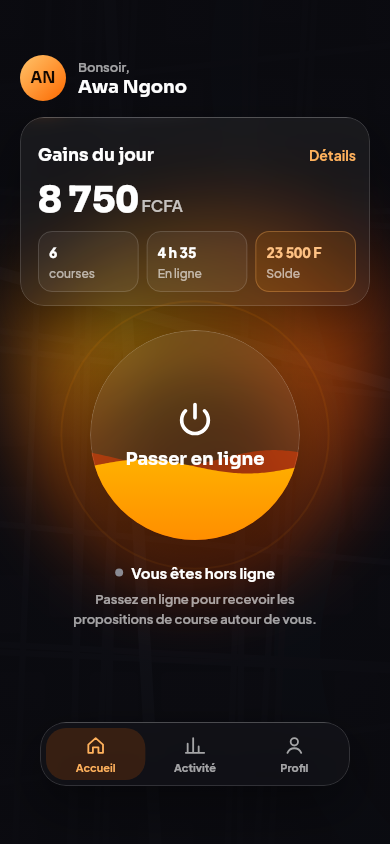 AN
Bonsoir,
Awa Ngono
Gains du jour
Détails
8 750 FCFA
6
courses
4 h 35
En ligne
23 500 F
Solde
Passer en ligne
Vous êtes hors ligne
Passez en ligne pour recevoir les
propositions de course autour de vous.
Accueil
Activité
Profil